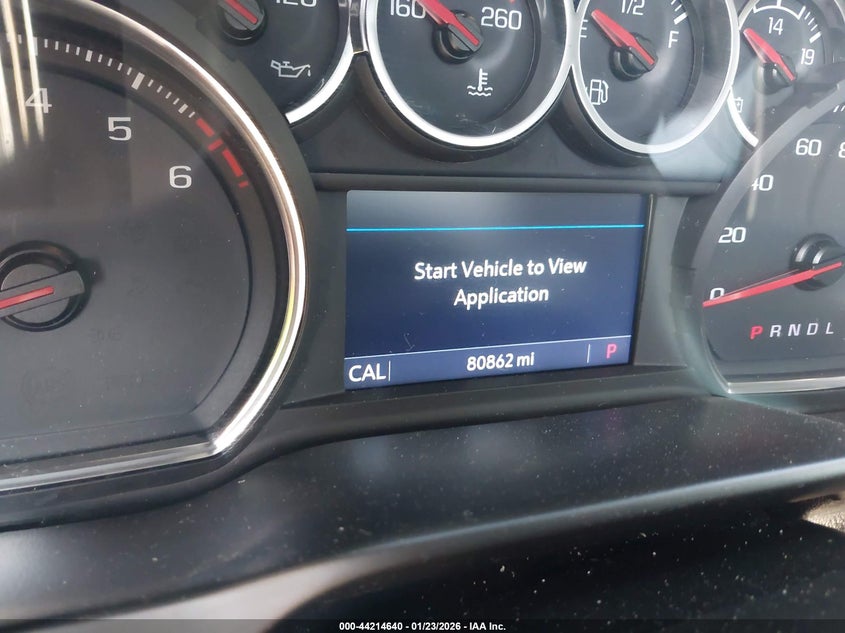 120
160 260
1/2
E F
14
19
4
5
6
60
40
20
0
Start Vehicle to View
Application
CAL 80862 mi P
P R N D L
000-44214640 - 01/23/2026 - IAA Inc.